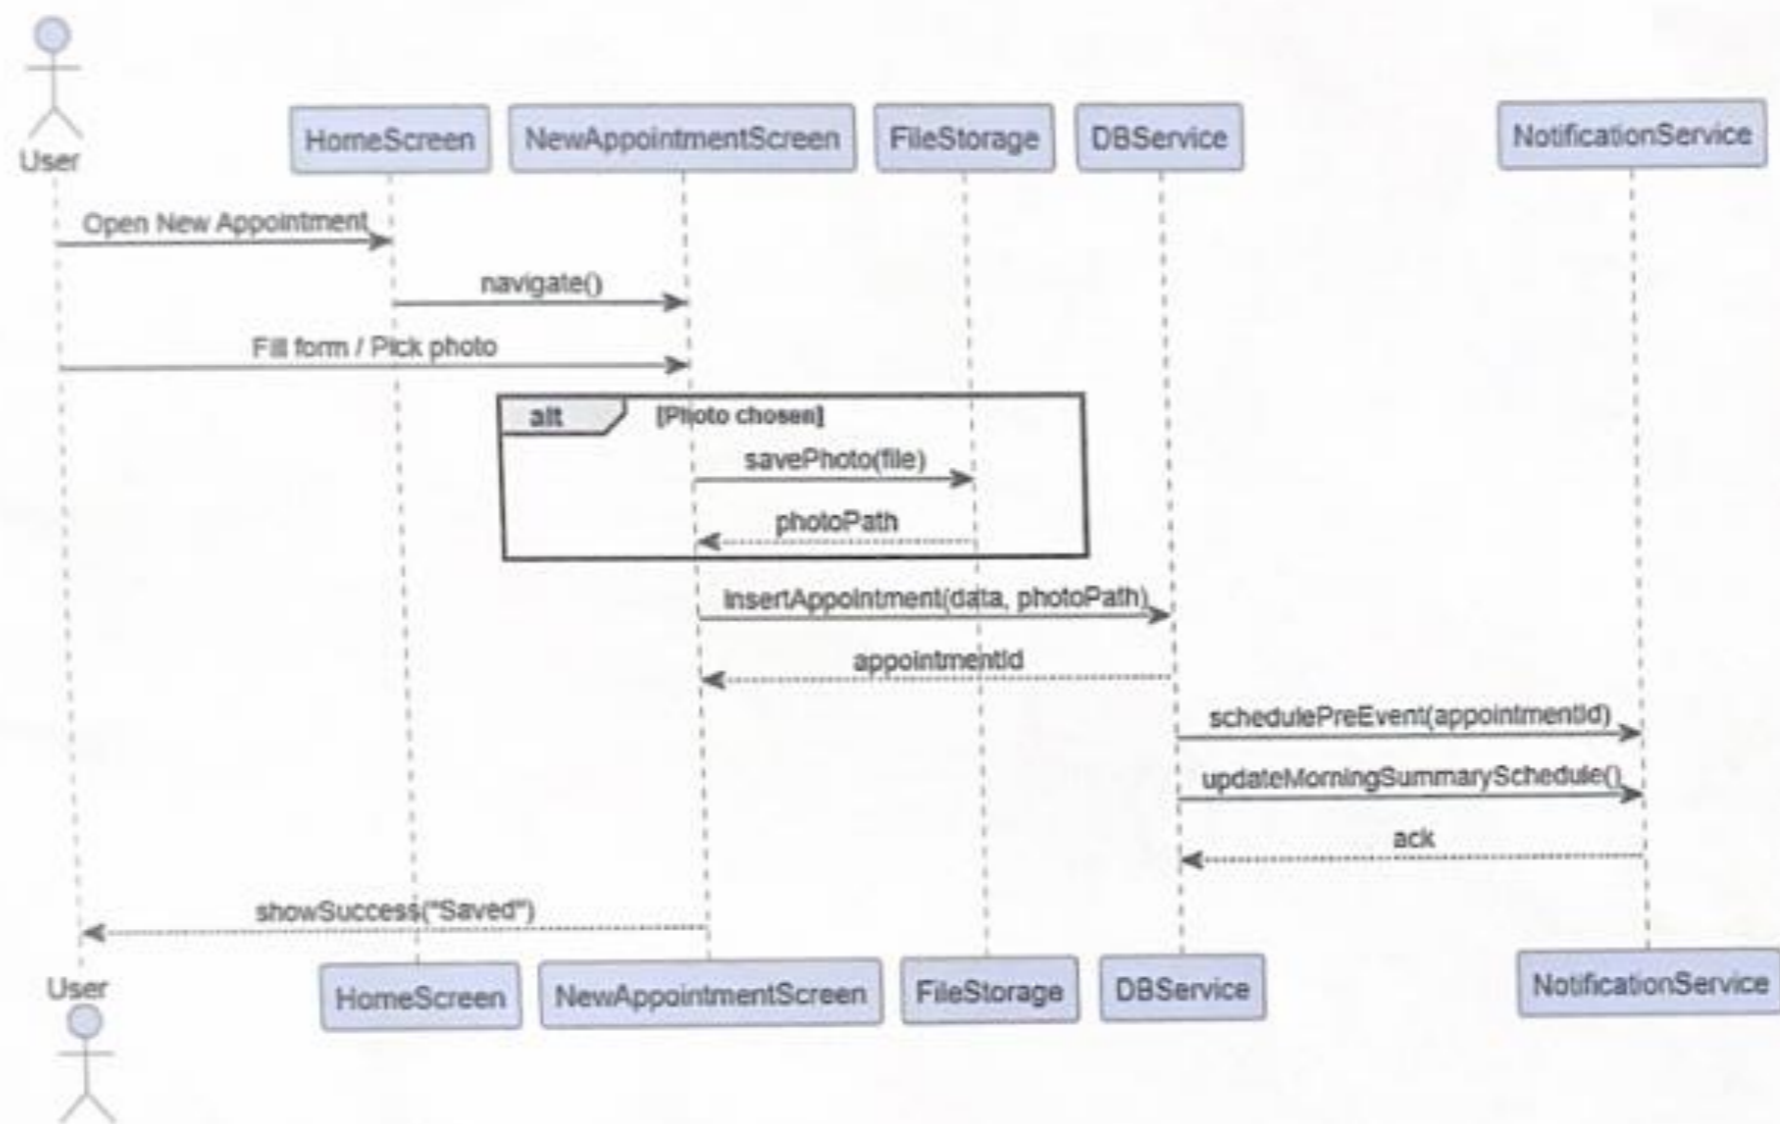 User
HomeScreen
NewAppointmentScreen
FileStorage
DBService
NotificationService
Open New Appointment
navigate()
Fill form / Pick photo
alt
[Photo chosen]
savePhoto(file)
photoPath
insertAppointment(data, photoPath)
appointmentId
schedulePreEvent(appointmentId)
updateMorningSummarySchedule()
ack
showSuccess("Saved")
User
HomeScreen
NewAppointmentScreen
FileStorage
DBService
NotificationService